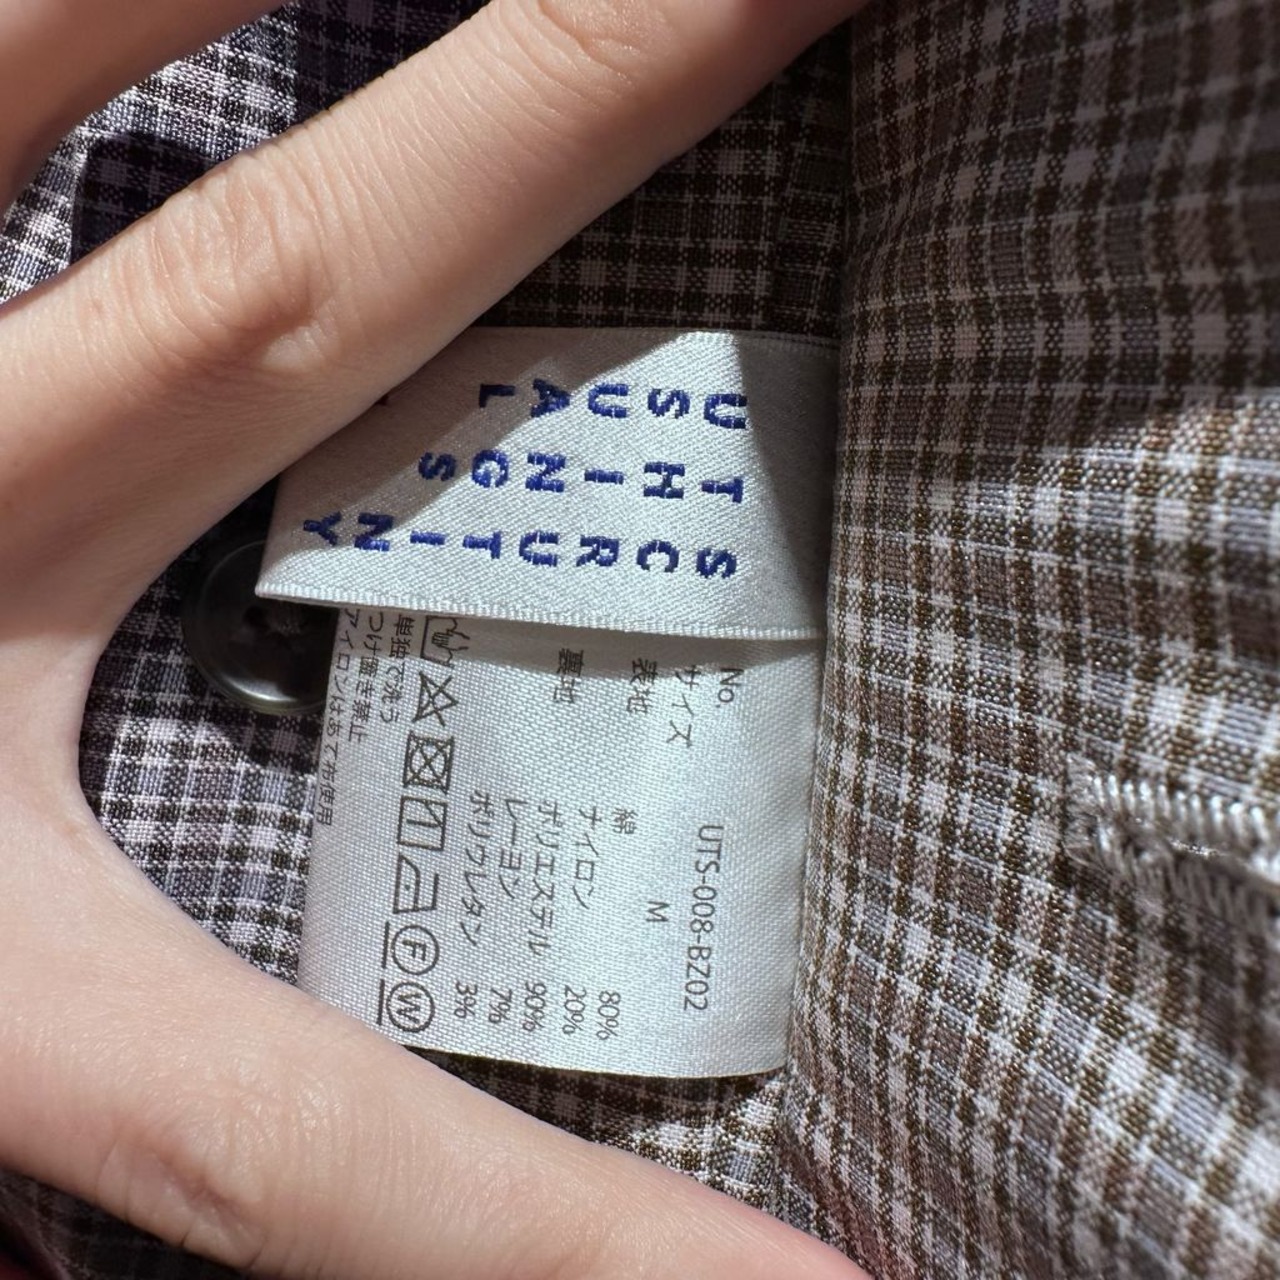 USUAL
THINGS
SCRUTINY
No. UTS-008-BZ02
サイズ M
表地 綿 80%
ナイロン 20%
裏地 ポリエステル 90%
レーヨン 7%
ポリウレタン 3%
F W
単独で洗う
つけ置き禁止
アイロンはあて布使用